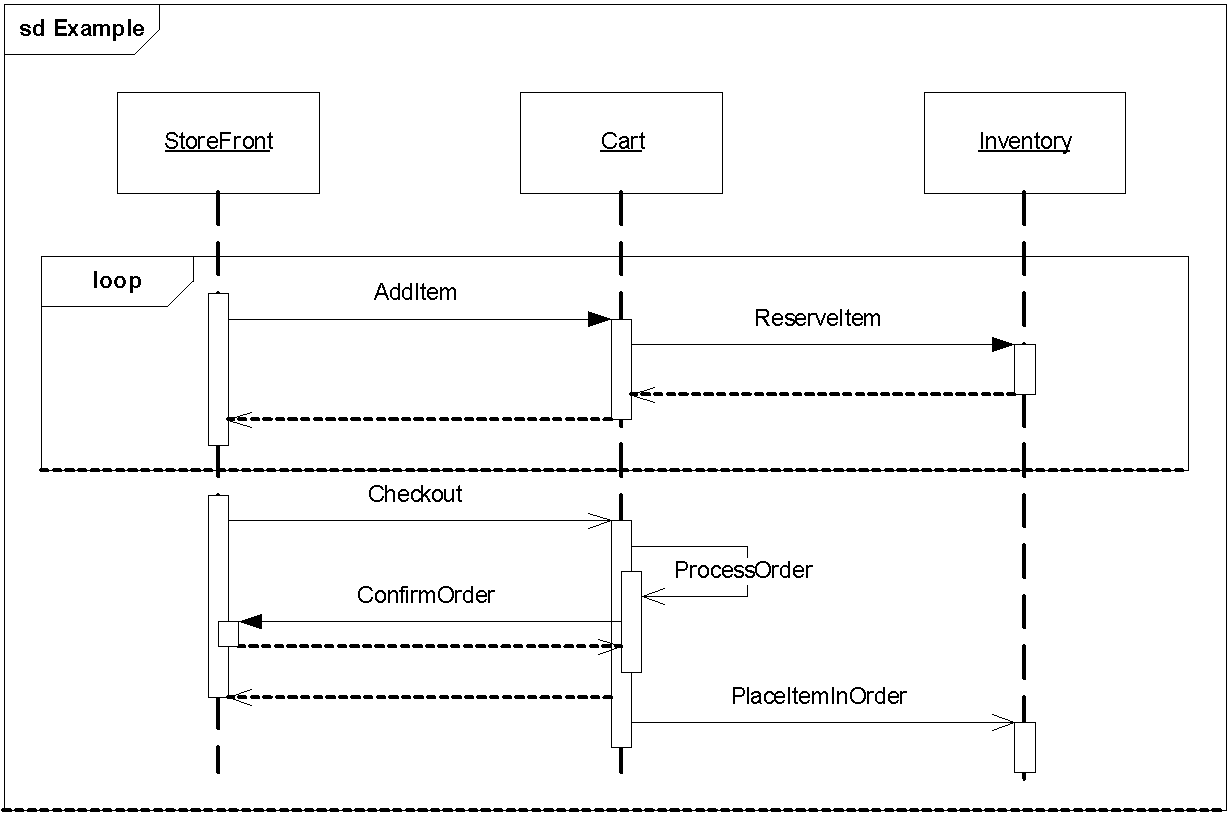 sd Example
StoreFront
Cart
Inventory
loop
AddItem
ReserveItem
Checkout
ProcessOrder
ConfirmOrder
PlaceItemInOrder